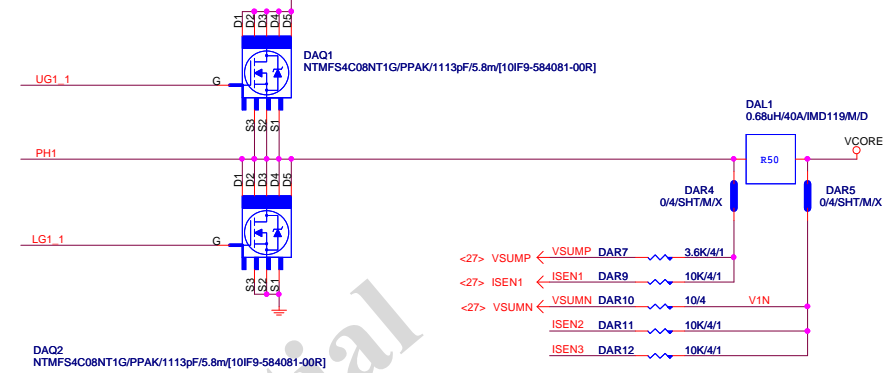 D1 D2 D3 D4 D5
DAQ1
NTMFS4C08NT1G/PPAK/1113pF/5.8m/[10IF9-584081-00R]
UG1_1
G
S3 S2 S1
DAL1
0.68uH/40A/IMD119/M/D
VCORE
PH1
R50
D1 D2 D3 D4 D5
DAR4
0/4/SHT/M/X
DAR5
0/4/SHT/M/X
LG1_1
G
<27> VSUMP VSUMP DAR7 3.6K/4/1
<27> ISEN1 ISEN1 DAR9 10K/4/1
S3 S2 S1
<27> VSUMN VSUMN DAR10 10/4 V1N
ISEN2 DAR11 10K/4/1
ISEN3 DAR12 10K/4/1
DAQ2
NTMFS4C08NT1G/PPAK/1113pF/5.8m/[10IF9-584081-00R]
tial